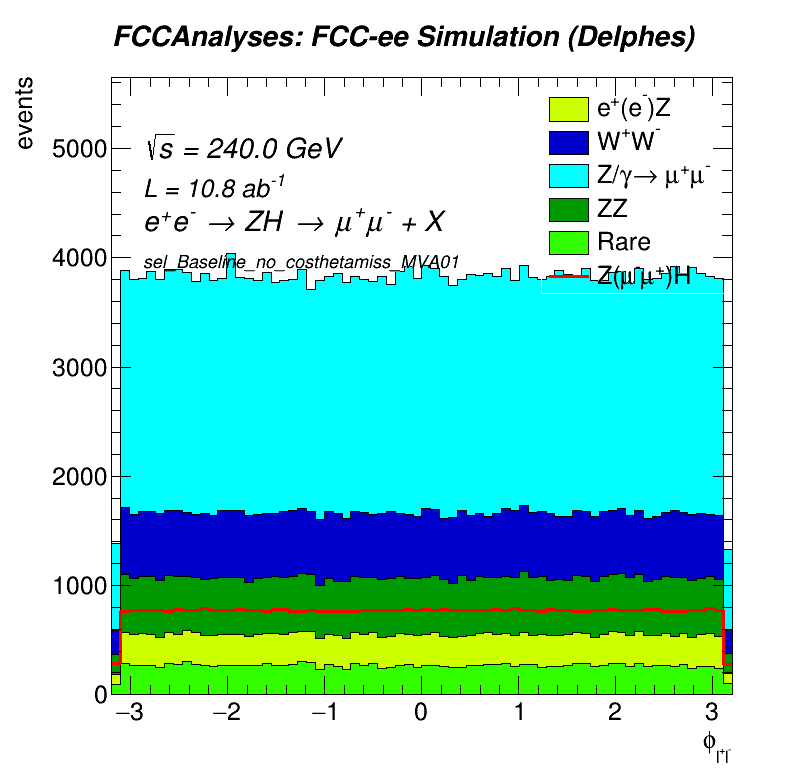 FCCAnalyses: FCC-ee Simulation (Delphes)
events
√s = 240.0 GeV
L = 10.8 ab⁻¹
e⁺e⁻ → ZH → μ⁺μ⁻ + X
sel_Baseline_no_costhetamiss_MVA01
e⁺(e⁻)Z
W⁺W⁻
Z/γ→ μ⁺μ⁻
ZZ
Rare
Z(μ⁻μ⁺)H
5000
4000
3000
2000
1000
0
−3 −2 −1 0 1 2 3
ϕ l⁺l⁻